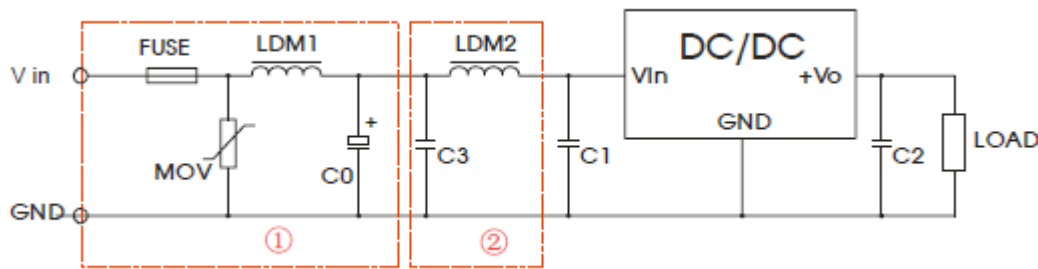 FUSE
LDM1
LDM2
DC/DC
V in
VIn
+Vo
MOV
+
C0
C3
C1
GND
C2
LOAD
GND
①
②